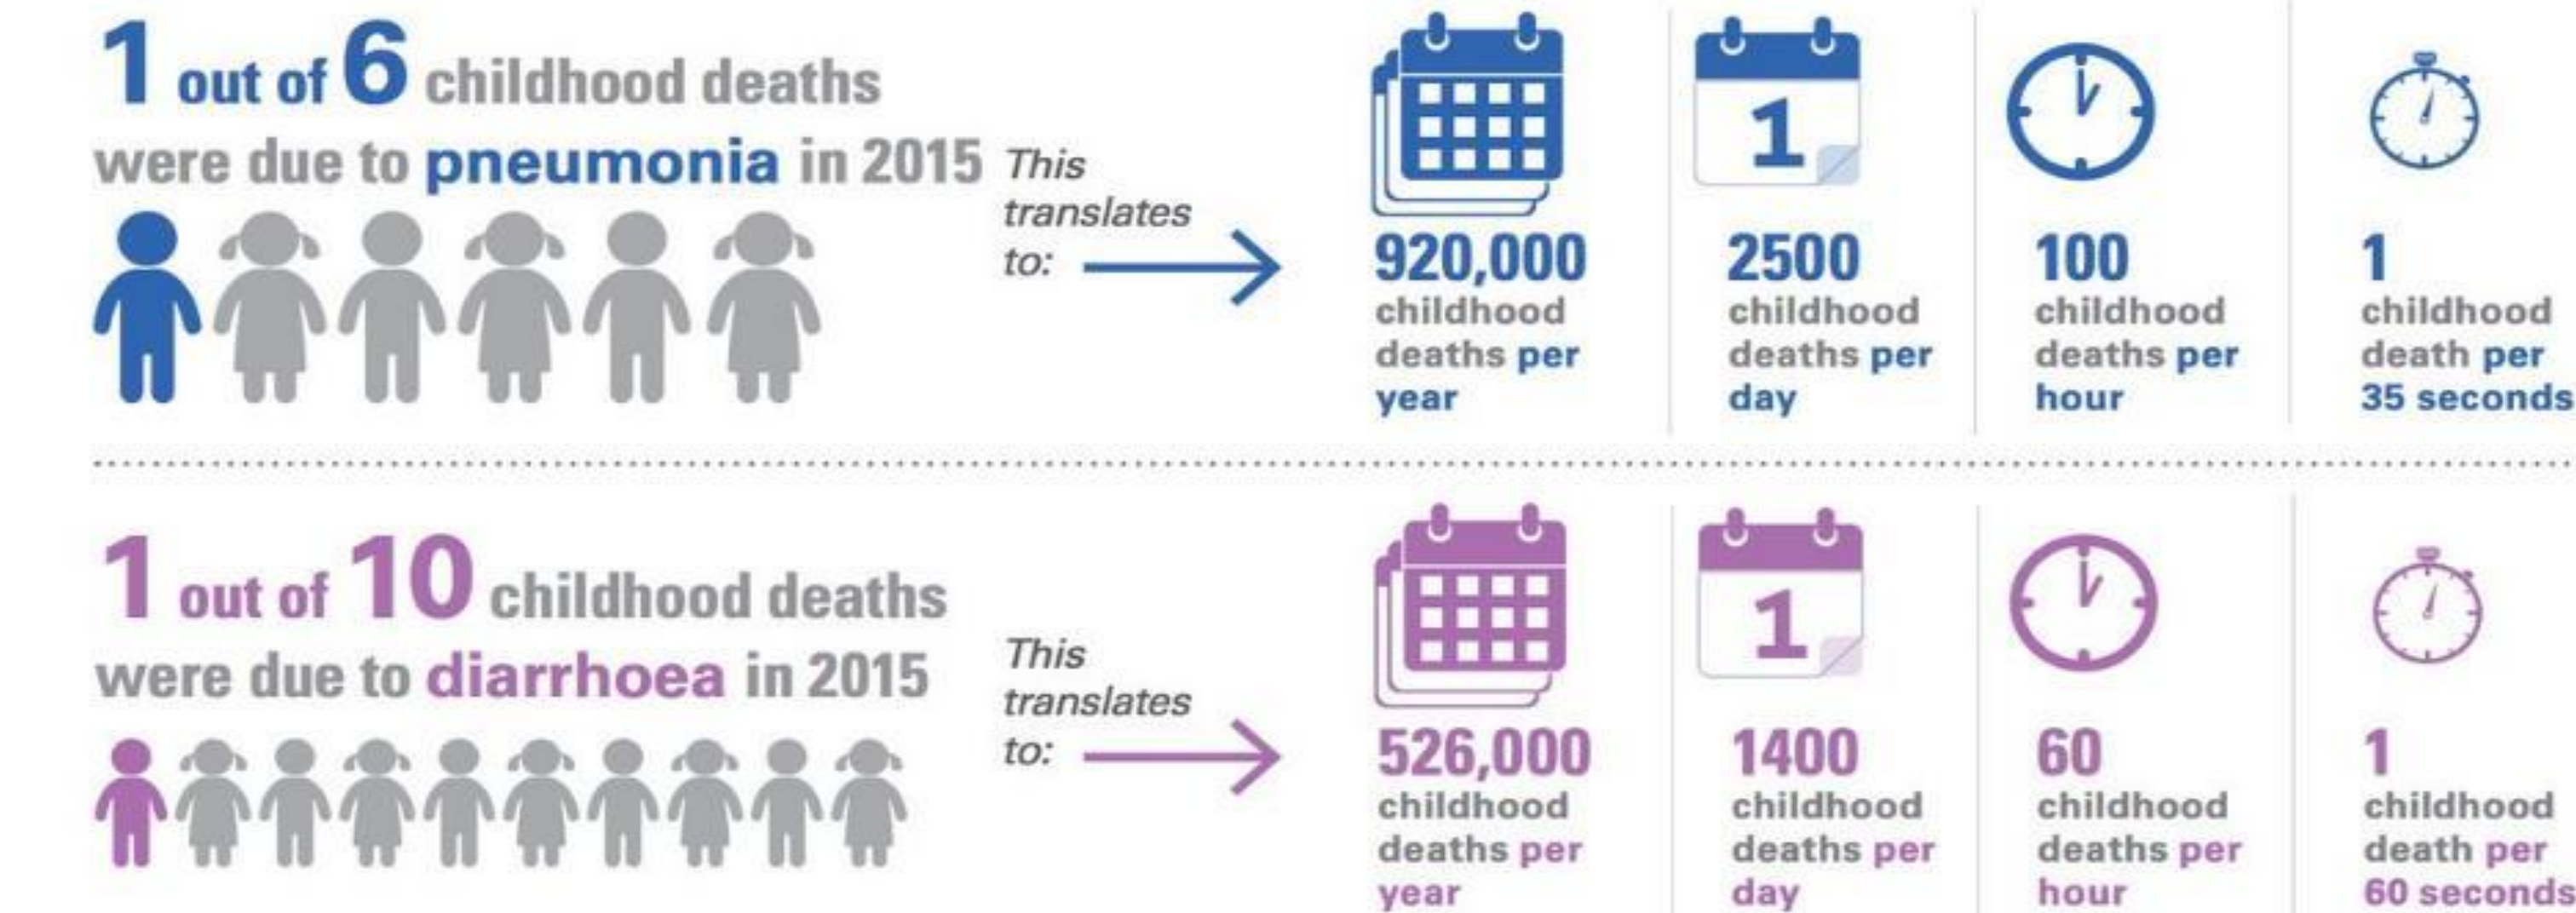 1 out of 6 childhood deaths
were due to pneumonia in 2015
This
translates
to:
1
920,000
childhood
deaths per
year
2500
childhood
deaths per
day
100
childhood
deaths per
hour
1
childhood
death per
35 seconds
1 out of 10 childhood deaths
were due to diarrhoea in 2015
This
translates
to:
1
526,000
childhood
deaths per
year
1400
childhood
deaths per
day
60
childhood
deaths per
hour
1
childhood
death per
60 seconds